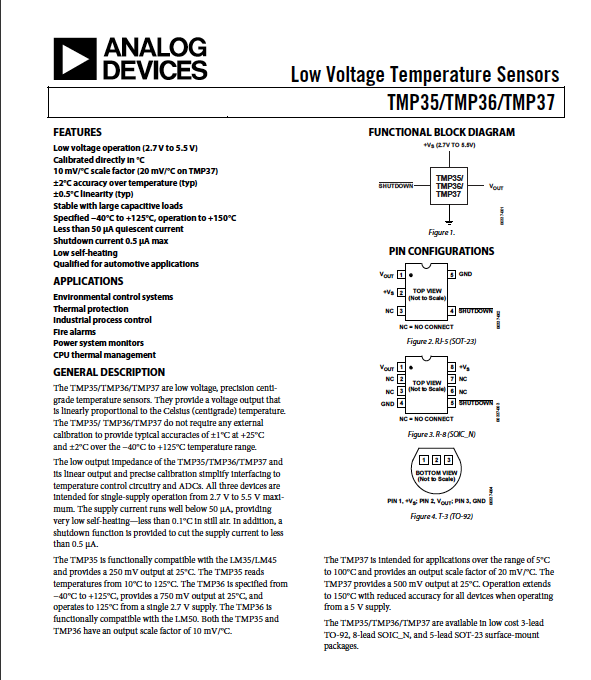 ANALOG
DEVICES
Low Voltage Temperature Sensors
TMP35/TMP36/TMP37
FEATURES
Low voltage operation (2.7 V to 5.5 V)
Calibrated directly in °C
10 mV/°C scale factor (20 mV/°C on TMP37)
±2°C accuracy over temperature (typ)
±0.5°C linearity (typ)
Stable with large capacitive loads
Specified −40°C to +125°C, operation to +150°C
Less than 50 μA quiescent current
Shutdown current 0.5 μA max
Low self-heating
Qualified for automotive applications
APPLICATIONS
Environmental control systems
Thermal protection
Industrial process control
Fire alarms
Power system monitors
CPU thermal management
GENERAL DESCRIPTION
The TMP35/TMP36/TMP37 are low voltage, precision centi-
grade temperature sensors. They provide a voltage output that
is linearly proportional to the Celsius (centigrade) temperature.
The TMP35/ TMP36/TMP37 do not require any external
calibration to provide typical accuracies of ±1°C at +25°C
and ±2°C over the −40°C to +125°C temperature range.
The low output impedance of the TMP35/TMP36/TMP37 and
its linear output and precise calibration simplify interfacing to
temperature control circuitry and ADCs. All three devices are
intended for single-supply operation from 2.7 V to 5.5 V maxi-
mum. The supply current runs well below 50 μA, providing
very low self-heating—less than 0.1°C in still air. In addition, a
shutdown function is provided to cut the supply current to less
than 0.5 μA.
The TMP35 is functionally compatible with the LM35/LM45
and provides a 250 mV output at 25°C. The TMP35 reads
temperatures from 10°C to 125°C. The TMP36 is specified from
−40°C to +125°C, provides a 750 mV output at 25°C, and
operates to 125°C from a single 2.7 V supply. The TMP36 is
functionally compatible with the LM50. Both the TMP35 and
TMP36 have an output scale factor of 10 mV/°C.
FUNCTIONAL BLOCK DIAGRAM
+VS (2.7V TO 5.5V)
TMP35/
TMP36/
TMP37
SHUTDOWN
VOUT
Figure 1.
PIN CONFIGURATIONS
VOUT 1
5 GND
+VS 2
TOP VIEW
(Not to Scale)
NC 3
4 SHUTDOWN
NC = NO CONNECT
Figure 2. RJ-5 (SOT-23)
VOUT 1
8 +VS
NC 2
7 NC
TOP VIEW
(Not to Scale)
NC 3
6 NC
GND 4
5 SHUTDOWN
NC = NO CONNECT
Figure 3. R-8 (SOIC_N)
1 2 3
BOTTOM VIEW
(Not to Scale)
PIN 1, +VS; PIN 2, VOUT; PIN 3, GND
Figure 4. T-3 (TO-92)
The TMP37 is intended for applications over the range of 5°C
to 100°C and provides an output scale factor of 20 mV/°C. The
TMP37 provides a 500 mV output at 25°C. Operation extends
to 150°C with reduced accuracy for all devices when operating
from a 5 V supply.
The TMP35/TMP36/TMP37 are available in low cost 3-lead
TO-92, 8-lead SOIC_N, and 5-lead SOT-23 surface-mount
packages.